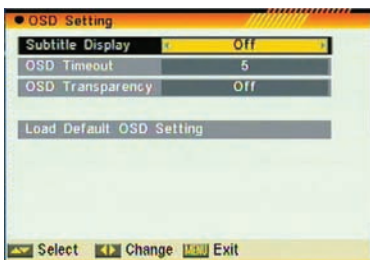 OSD Setting
Subtitle Display Off
OSD Timeout 5
OSD Transparency Off
Load Default OSD Setting
Select Change MENU Exit